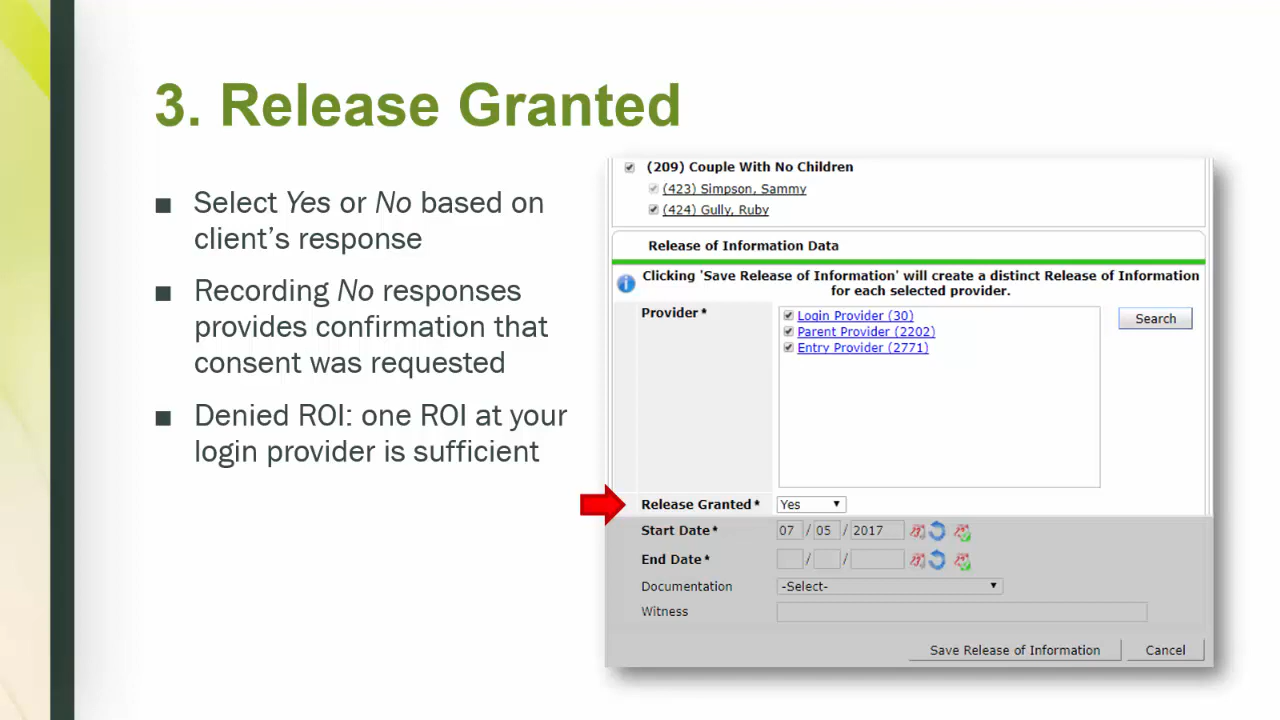 3. Release Granted
■ Select Yes or No based on
client’s response
■ Recording No responses
provides confirmation that
consent was requested
■ Denied ROI: one ROI at your
login provider is sufficient
(209) Couple With No Children
(423) Simpson, Sammy
(424) Gully, Ruby
Release of Information Data
Clicking 'Save Release of Information' will create a distinct Release of Information
for each selected provider.
Provider*
Login Provider (30)
Parent Provider (2202)
Entry Provider (2771)
Search
Release Granted* Yes
Start Date* 07 / 05 / 2017
End Date* / /
Documentation -Select-
Witness
Save Release of Information Cancel